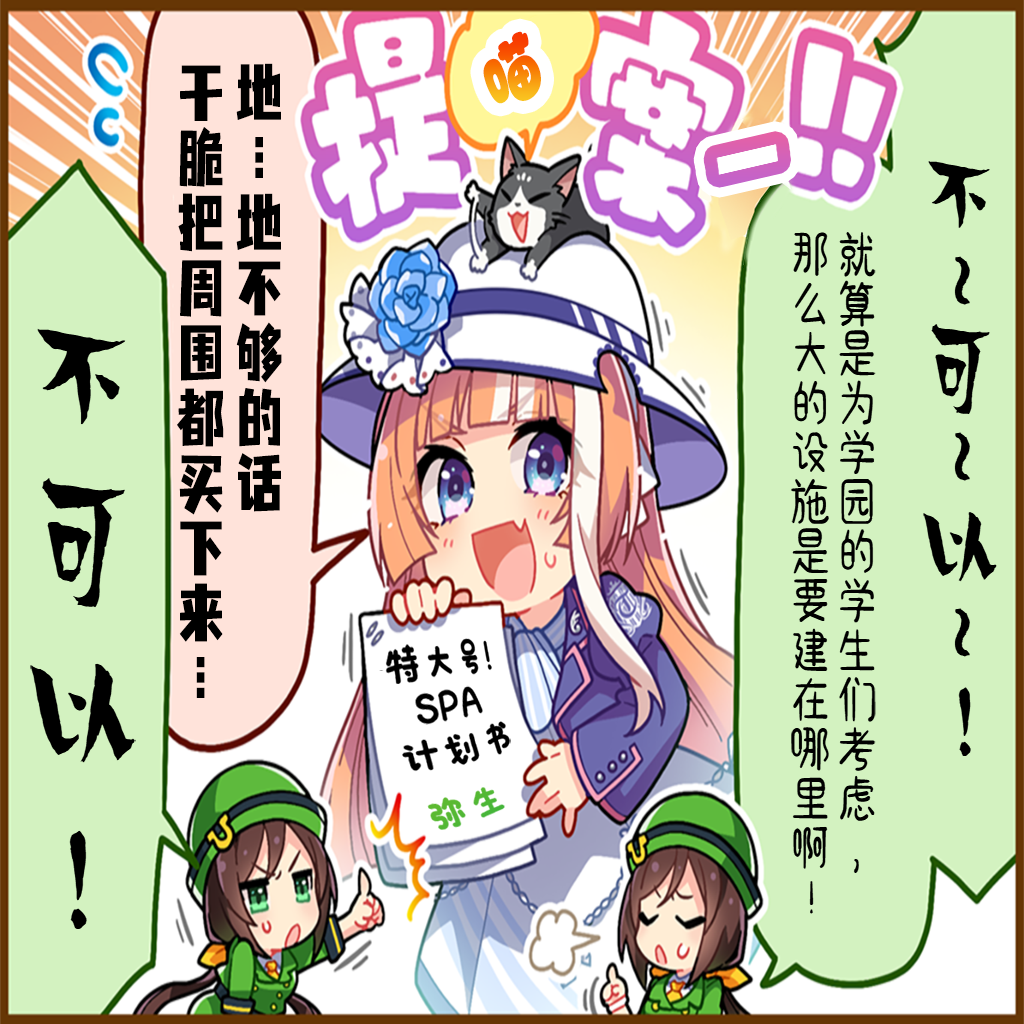 提案ー!!
喵
不～可～以～！
就算是为学园的学生们考虑，
那么大的设施是要建在哪里啊！
地…地不够的话
干脆把周围都买下来…
特大号!
SPA
计划书
弥生
不可以！